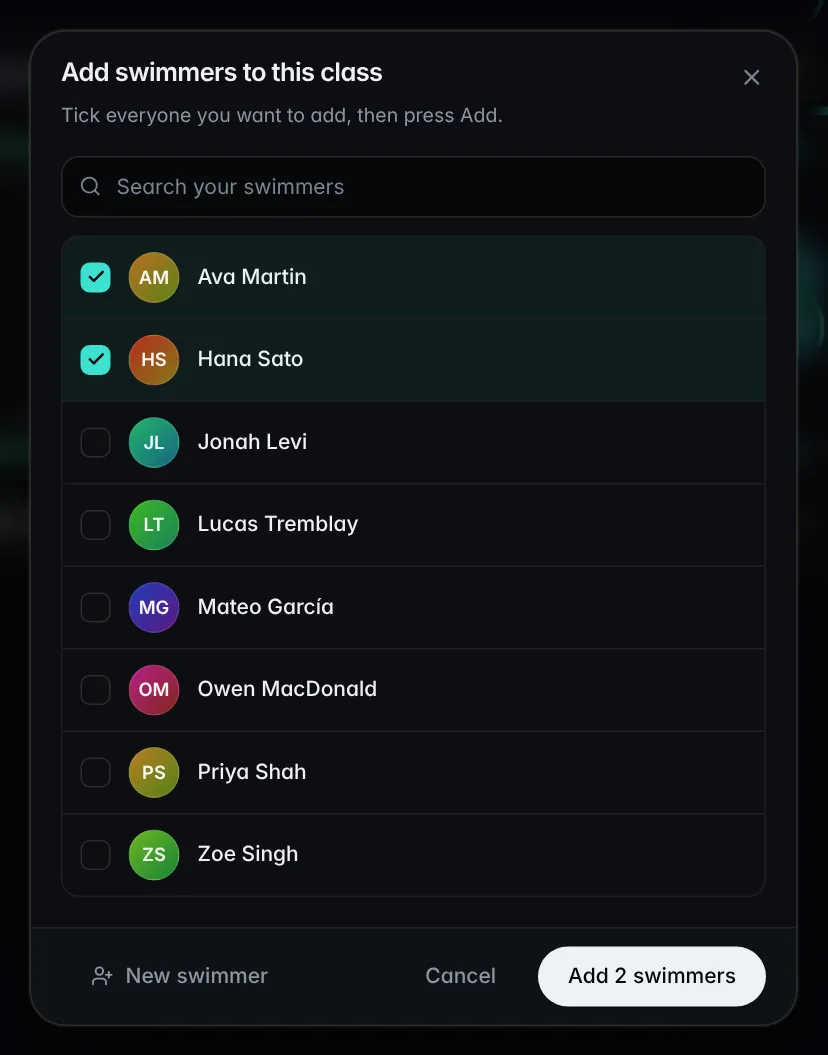 Add swimmers to this class
Tick everyone you want to add, then press Add.
Search your swimmers
AM Ava Martin
HS Hana Sato
JL Jonah Levi
LT Lucas Tremblay
MG Mateo García
OM Owen MacDonald
PS Priya Shah
ZS Zoe Singh
New swimmer Cancel Add 2 swimmers